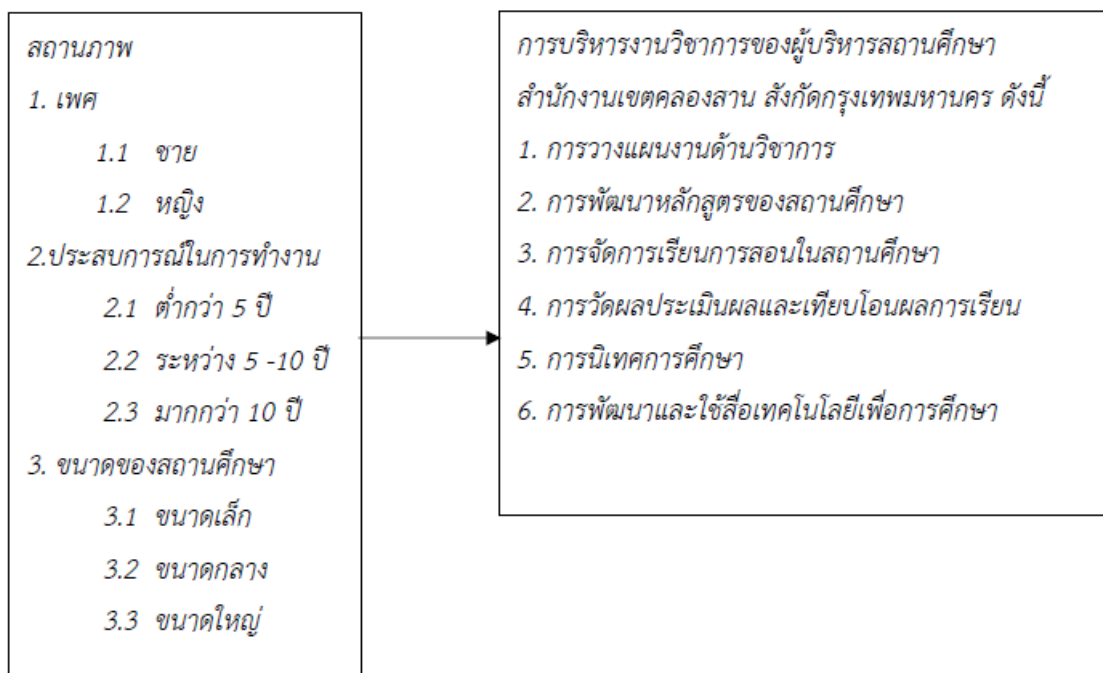 สถานภาพ
1. เพศ
1.1 ชาย
1.2 หญิง
2.ประสบการณ์ในการทำงาน
2.1 ต่ำกว่า 5 ปี
2.2 ระหว่าง 5 -10 ปี
2.3 มากกว่า 10 ปี
3. ขนาดของสถานศึกษา
3.1 ขนาดเล็ก
3.2 ขนาดกลาง
3.3 ขนาดใหญ่
การบริหารงานวิชาการของผู้บริหารสถานศึกษา
สำนักงานเขตคลองสาน สังกัดกรุงเทพมหานคร ดังนี้
1. การวางแผนงานด้านวิชาการ
2. การพัฒนาหลักสูตรของสถานศึกษา
3. การจัดการเรียนการสอนในสถานศึกษา
4. การวัดผลประเมินผลและเทียบโอนผลการเรียน
5. การนิเทศการศึกษา
6. การพัฒนาและใช้สื่อเทคโนโลยีเพื่อการศึกษา